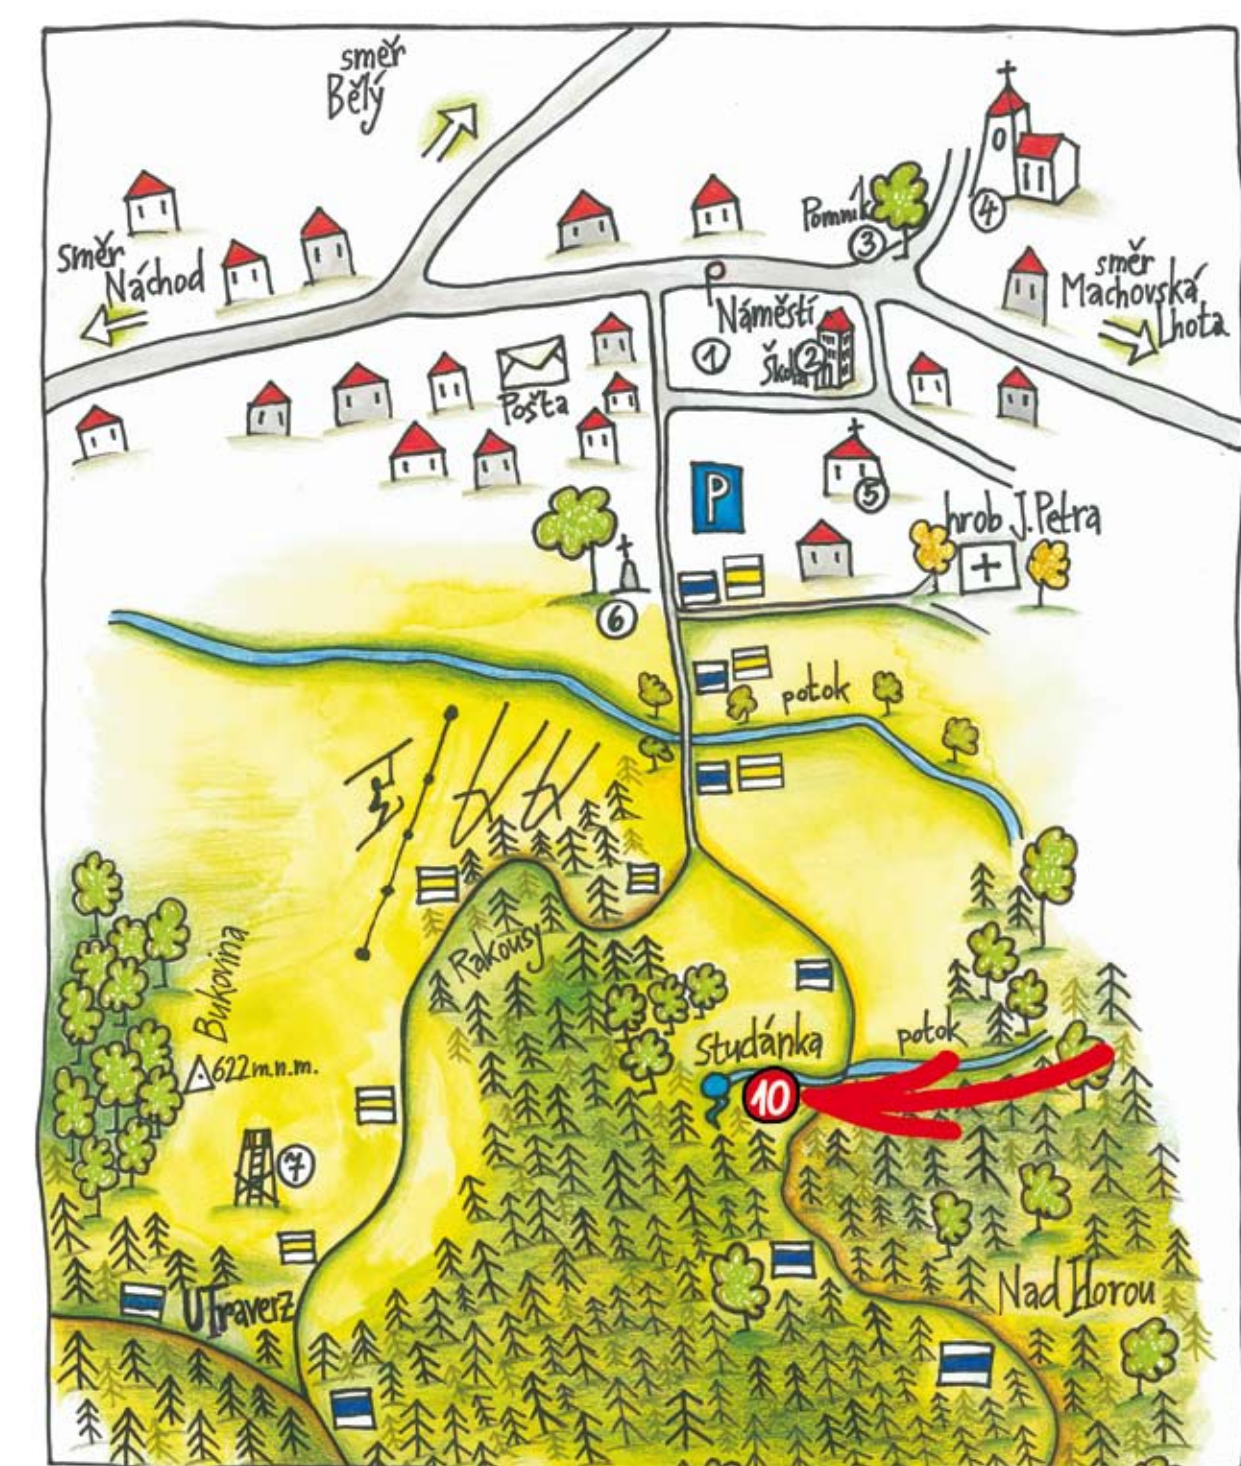 směr
Bělý
4
Pomník
3
směr
Náchod
směr
Machovská
Lhota
Náměstí
1
Škola
2
Pošta
P
5
hrob J. Petra
6
potok
Rakousy
Bukovina
622 m.n.m.
Studánka
potok
10
7
U Traverz
Nad Horou